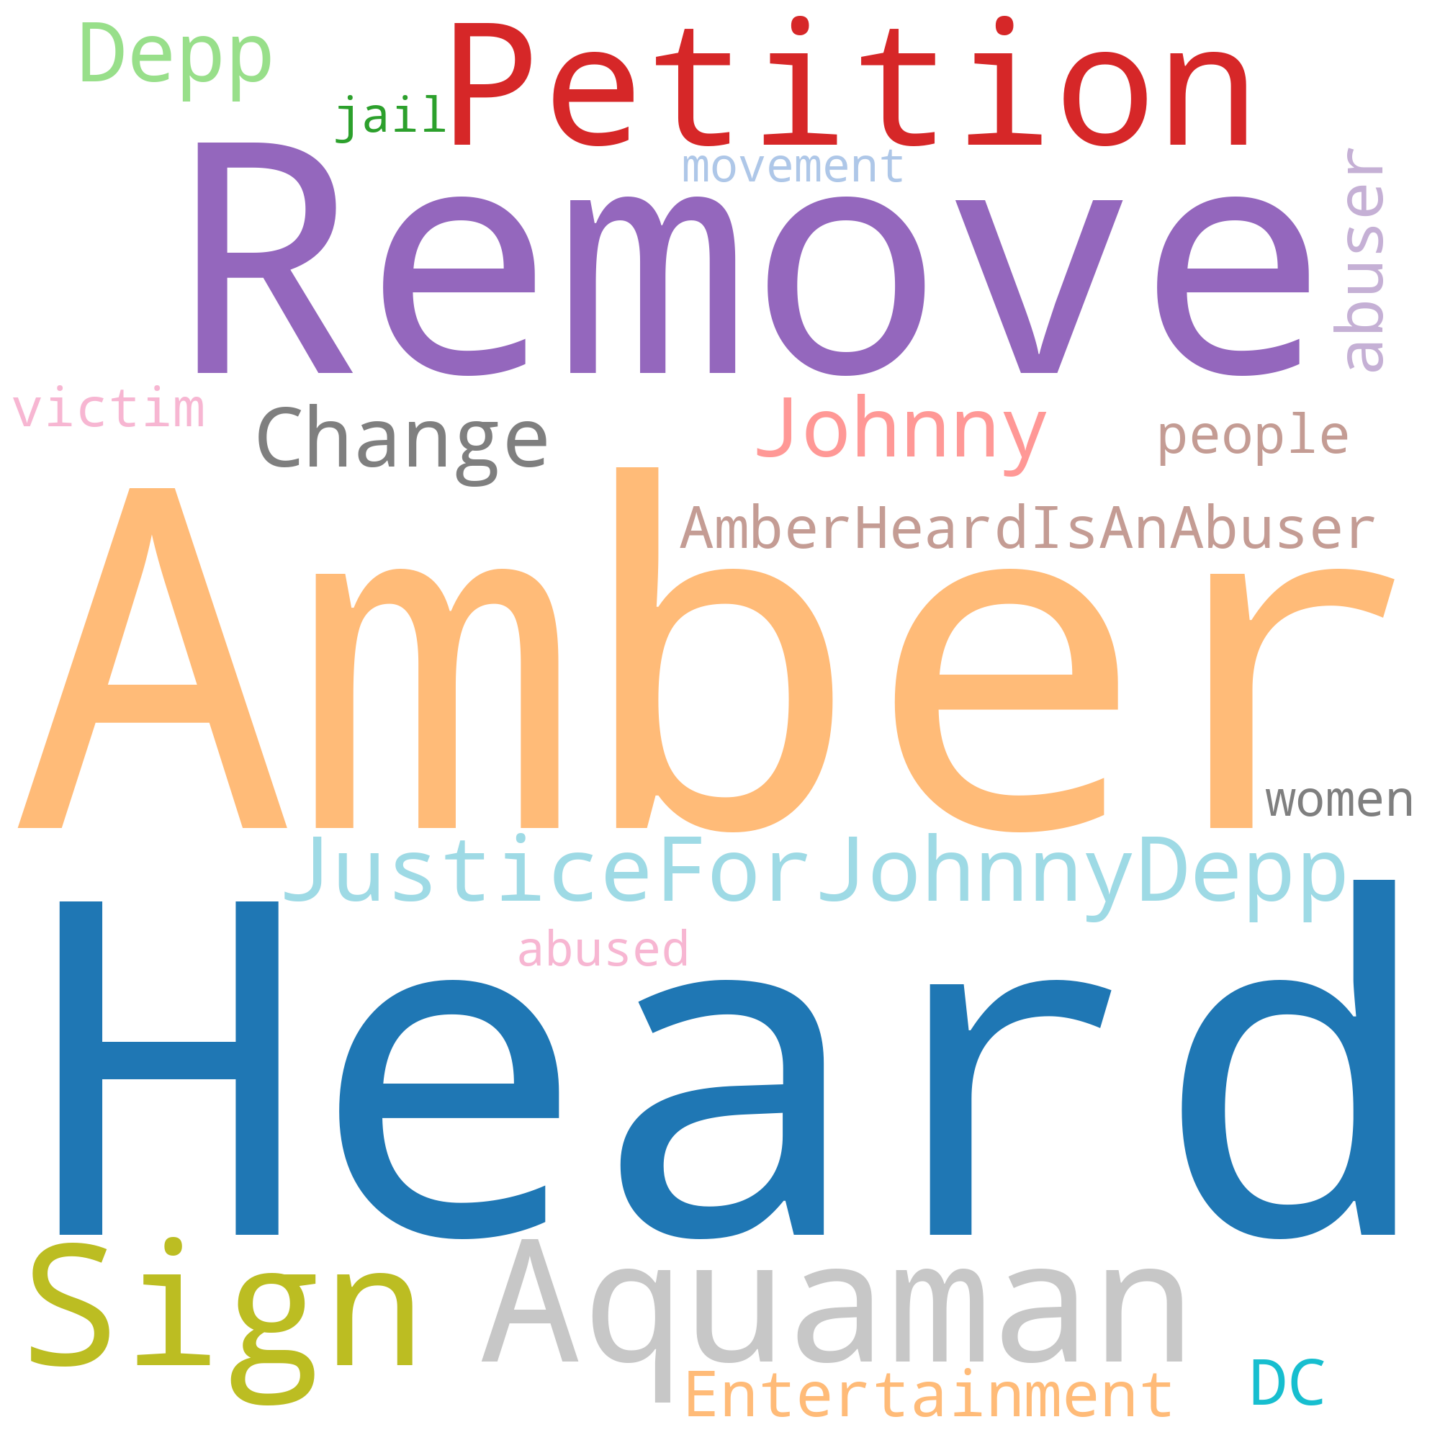 Depp
Petition
jail
movement
Remove
abuser
victim
Change
Johnny
people
AmberHeardIsAnAbuser
Amber
women
JusticeForJohnnyDepp
abused
Heard
Sign
Aquaman
Entertainment
DC